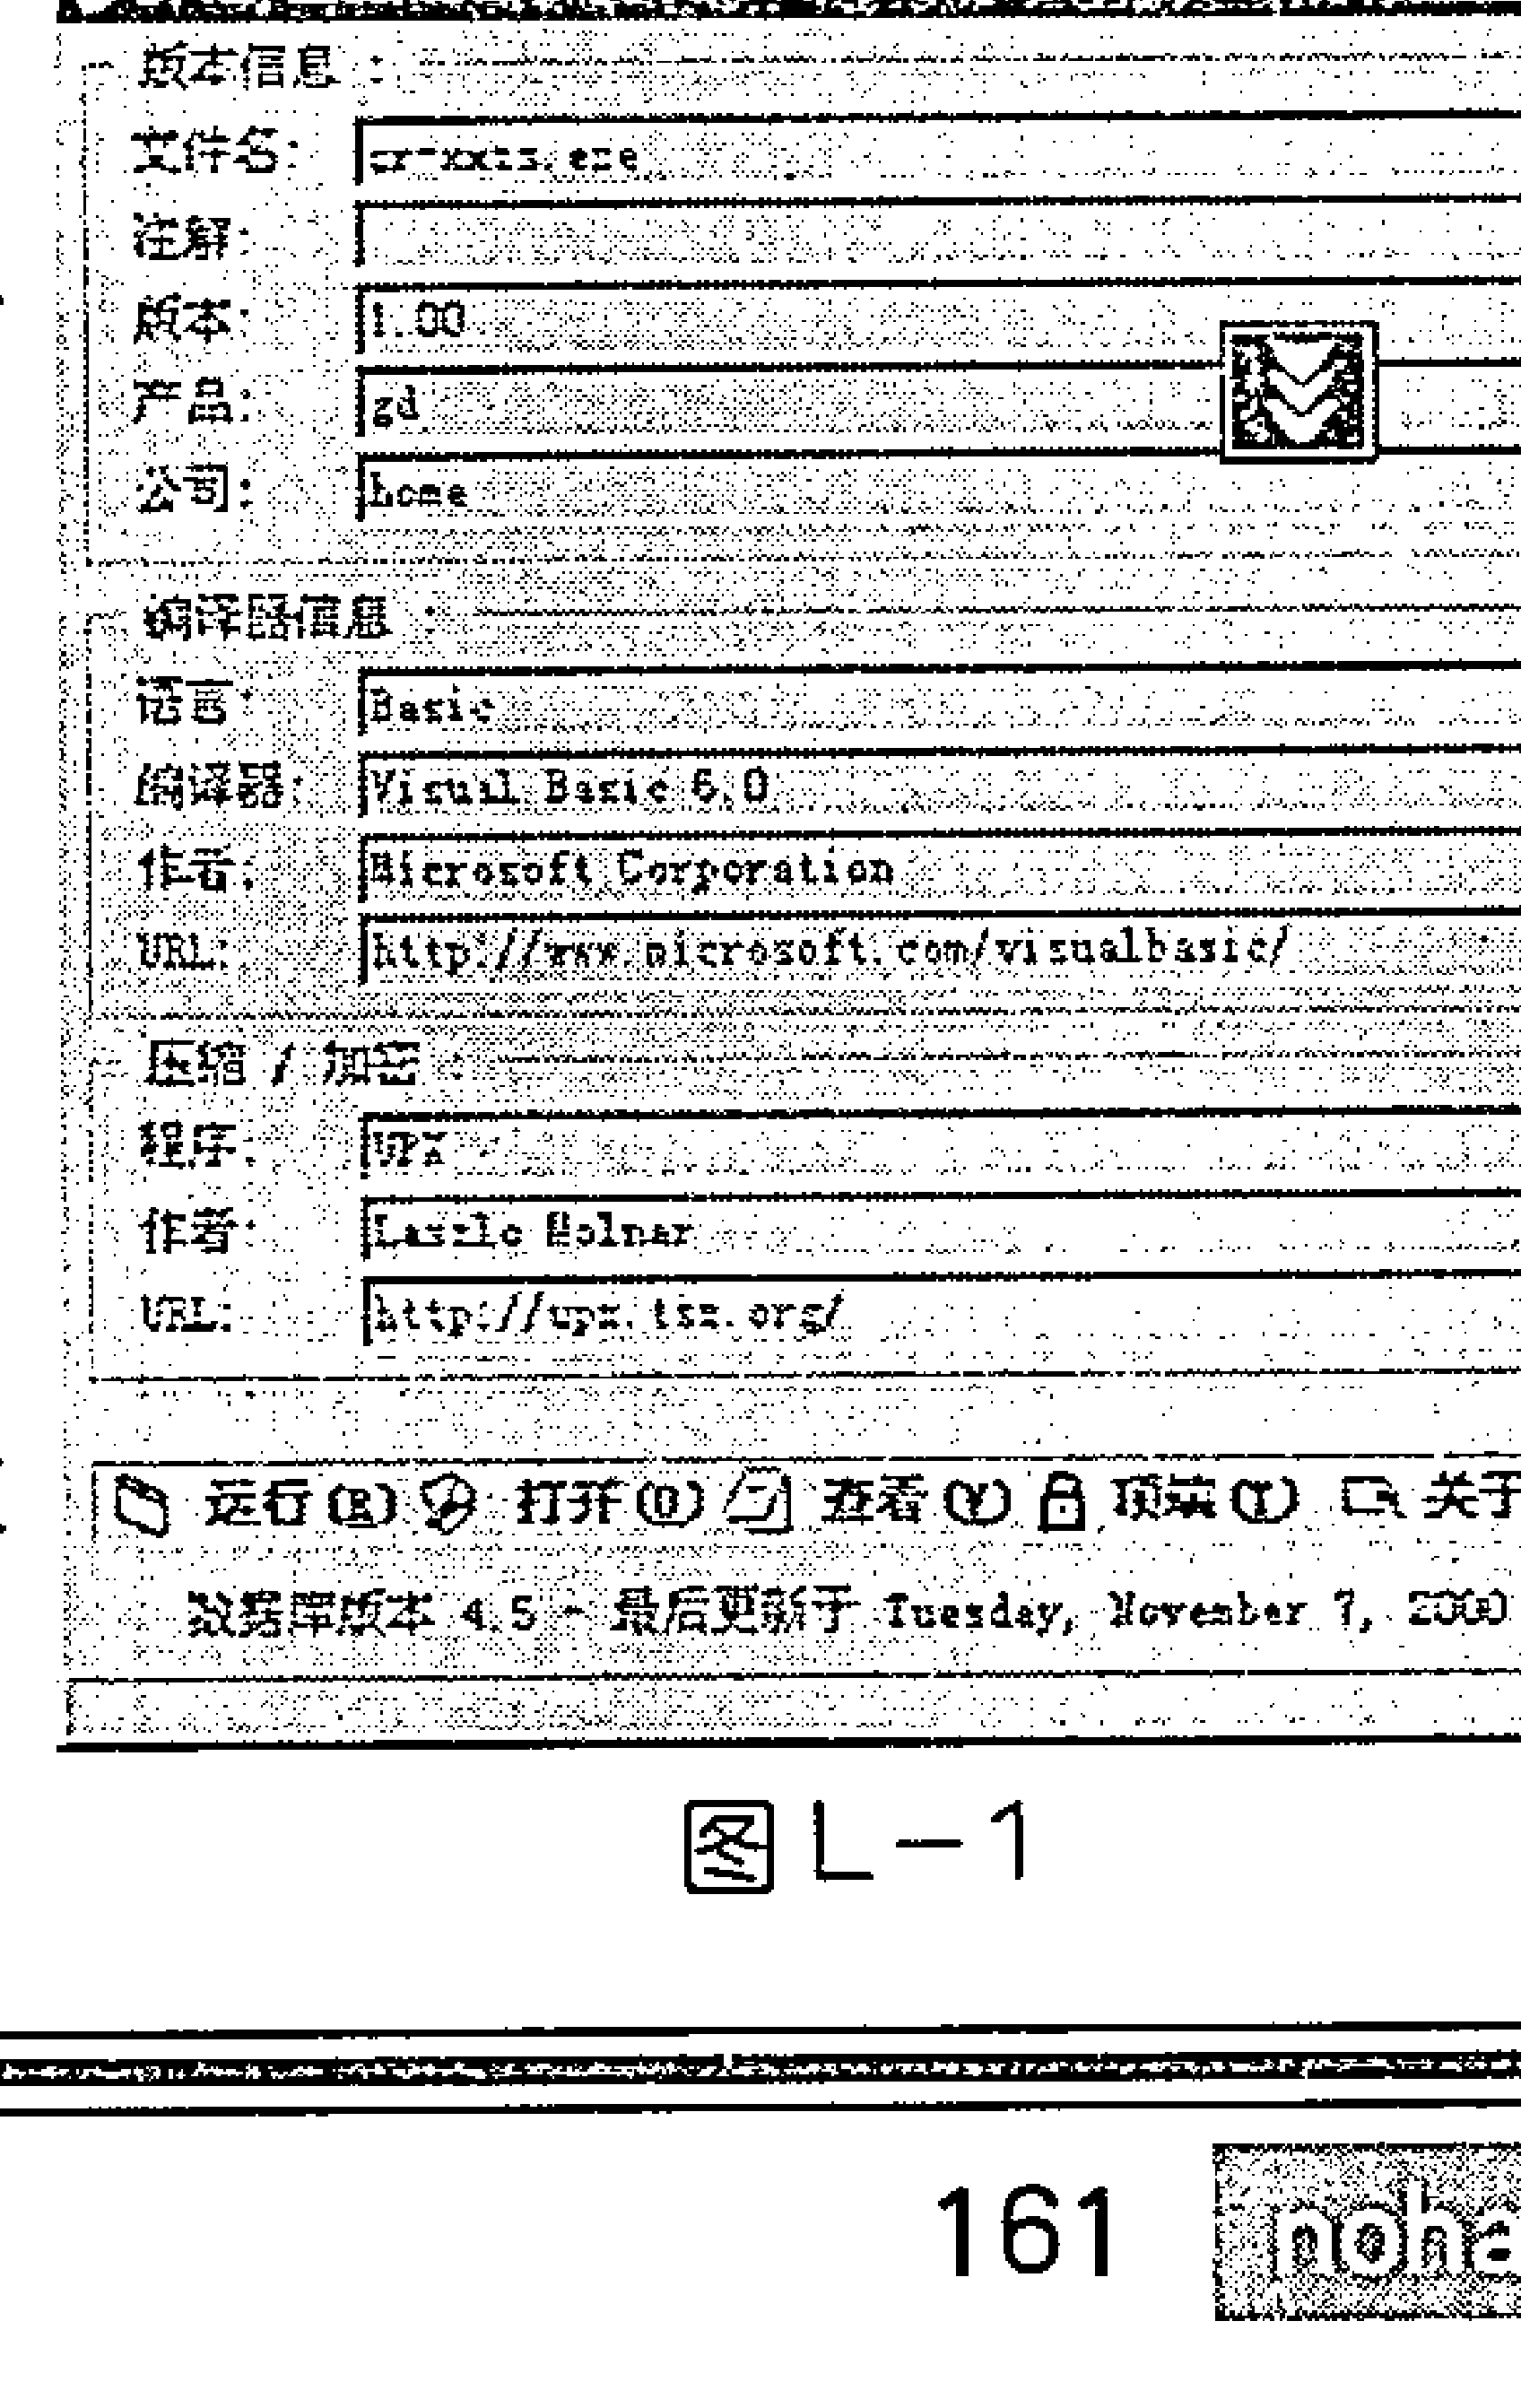 版本信息：
文件名:
注解:
版本: 1.00
产品: gd
公司: home
编译器信息：
语言: Basic
编译器: Visual Basic 6.0
作者: Microsoft Corporation
URL: http://www.microsoft.com/visualbasic/
压缩 / 加密：
程序: UPX
作者: Laszlo Molnar
URL: http://upx.tsx.org/
运行(R) 打开(O) 查看(V) 顶端(T) 关于
数据库版本 4.5 - 最后更新于 Tuesday, November 7, 2000
图 L-1
161 noha